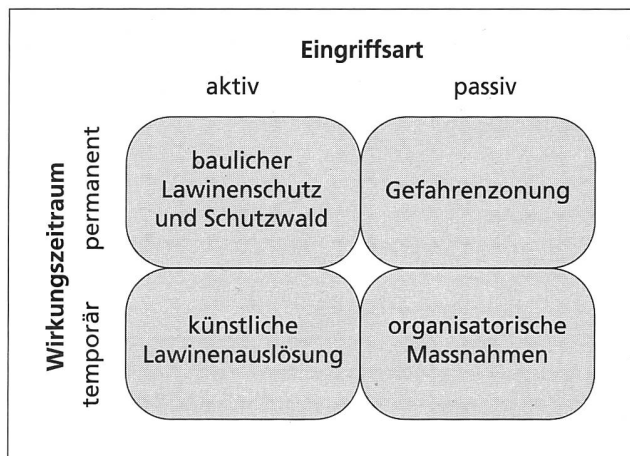 Eingriffsart
aktiv passiv
Wirkungszeitraum
permanent
baulicher
Lawinenschutz
und Schutzwald
Gefahrenzonung
temporär
künstliche
Lawinenauslösung
organisatorische
Massnahmen